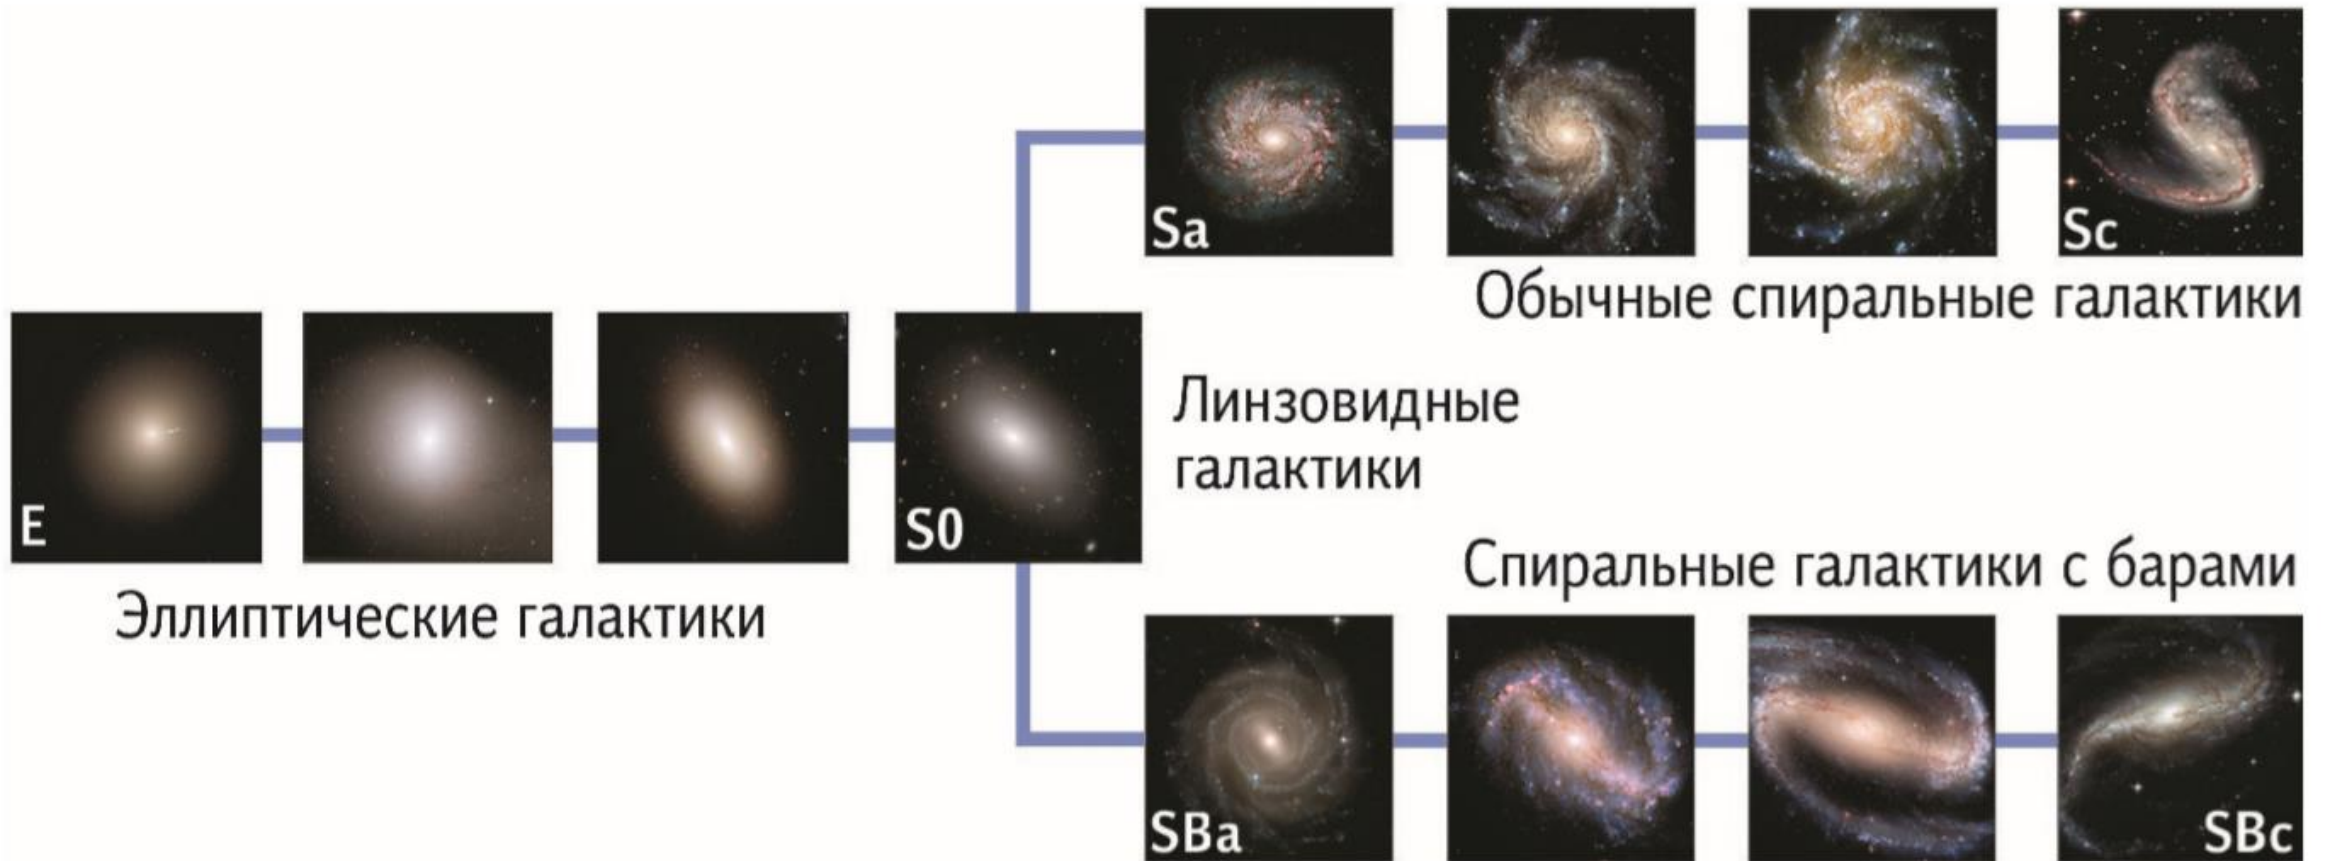 Sa
Sc
Обычные спиральные галактики
E
S0
Линзовидные
галактики
Эллиптические галактики
Спиральные галактики с барами
SBa
SBc